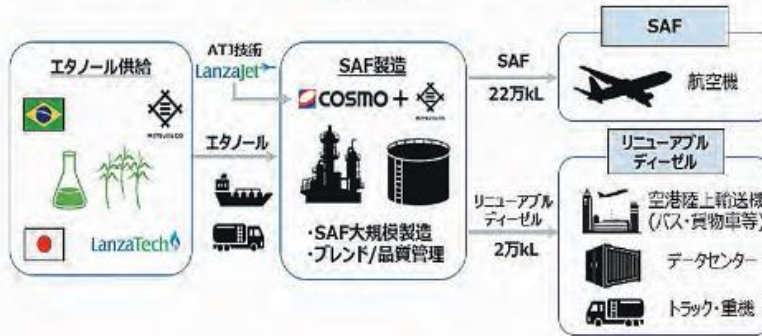 エタノール供給
MITSUI&CO
LanzaTech
ATJ技術
LanzaJet
エタノール
SAF製造
COSMO +
・SAF大規模製造
・ブレンド/品質管理
SAF
22万kL
リニューアブル
ディーゼル
2万kL
SAF
航空機
リニューアブル
ディーゼル
空港陸上輸送機
(バス・貨物車等)
データセンター
トラック・重機